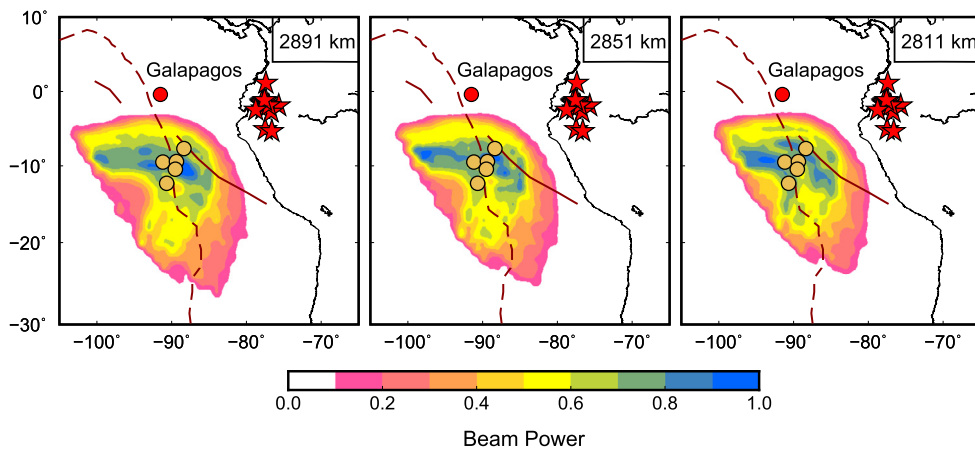 2891 km
2851 km
2811 km
Galapagos
Galapagos
Galapagos
10˚
0˚
−10˚
−20˚
−30˚
−100˚ −90˚ −80˚ −70˚
−100˚ −90˚ −80˚ −70˚
−100˚ −90˚ −80˚ −70˚
0.0 0.2 0.4 0.6 0.8 1.0
Beam Power